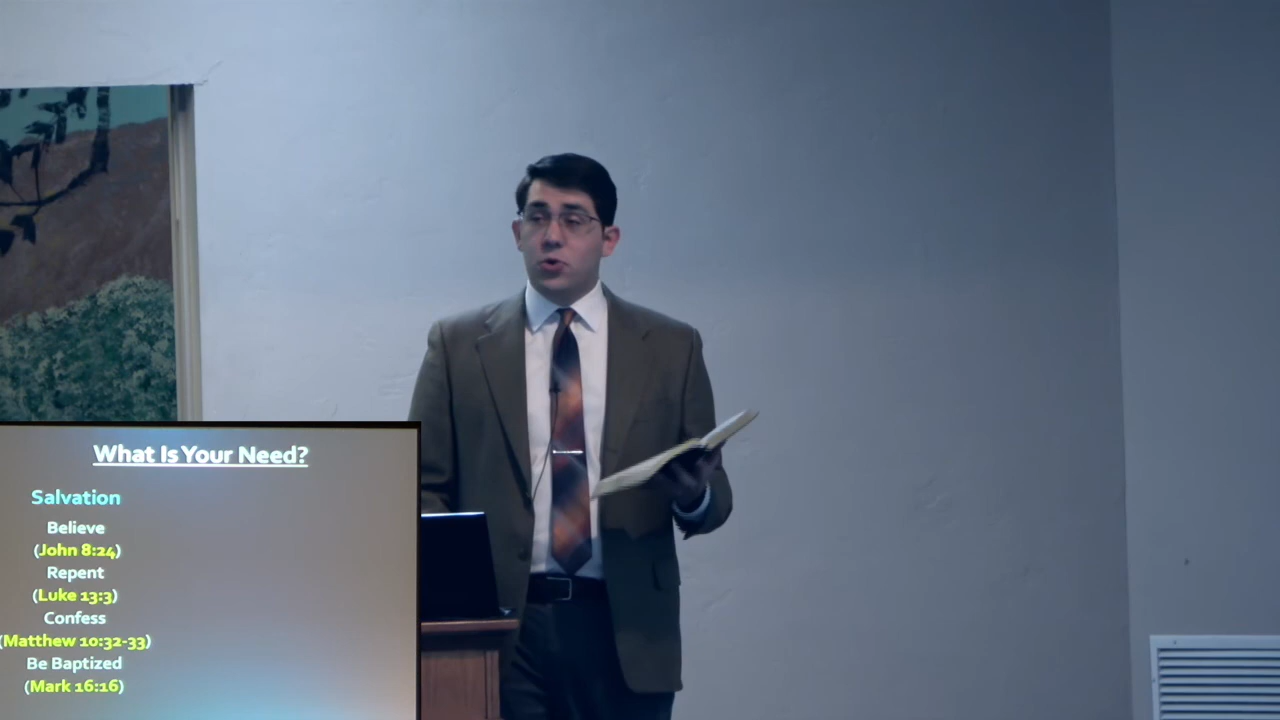 What Is Your Need?
Salvation
Believe
(John 8:24)
Repent
(Luke 13:3)
Confess
(Matthew 10:32-33)
Be Baptized
(Mark 16:16)